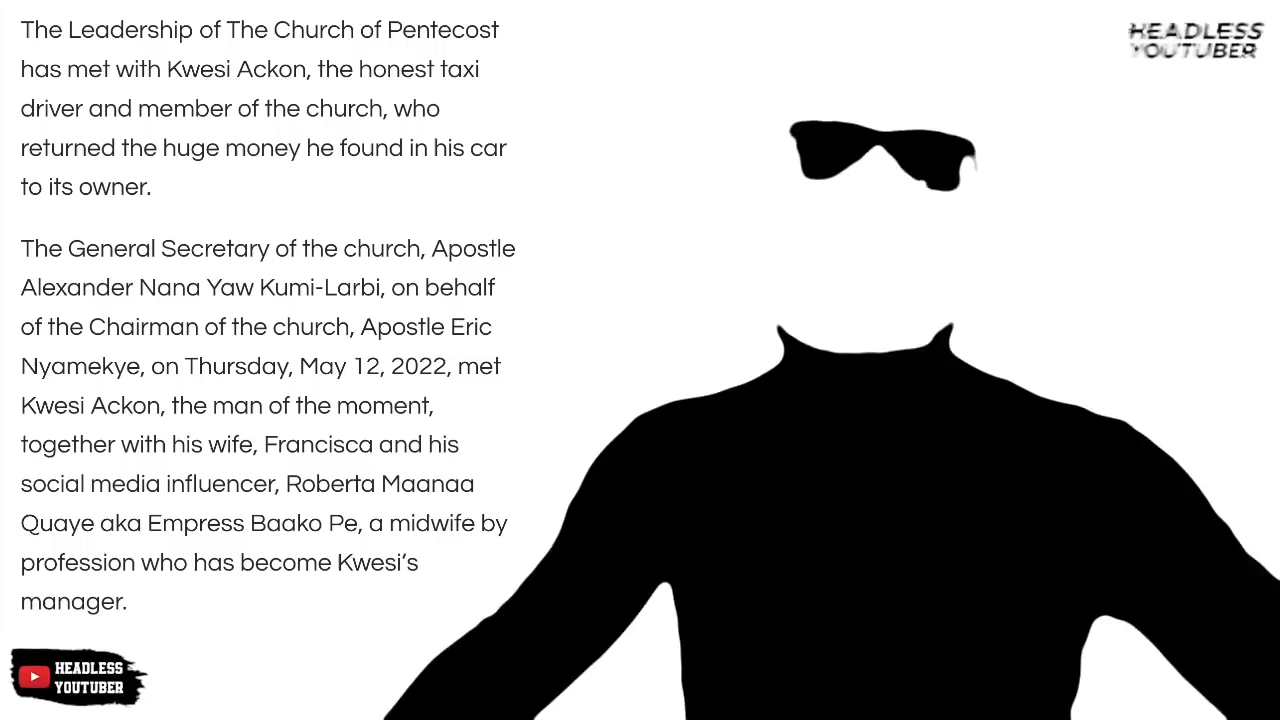 The Leadership of The Church of Pentecost
has met with Kwesi Ackon, the honest taxi
driver and member of the church, who
returned the huge money he found in his car
to its owner.
The General Secretary of the church, Apostle
Alexander Nana Yaw Kumi-Larbi, on behalf
of the Chairman of the church, Apostle Eric
Nyamekye, on Thursday, May 12, 2022, met
Kwesi Ackon, the man of the moment,
together with his wife, Francisca and his
social media influencer, Roberta Maanaa
Quaye aka Empress Baako Pe, a midwife by
profession who has become Kwesi’s
manager.
HEADLESS
YOUTUBER
HEADLESS
YOUTUBER